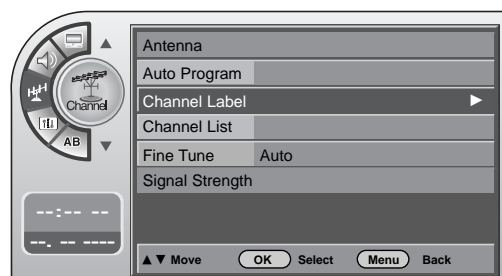 Channel
AB
--:-- --
--. -- ----
Antenna
Auto Program
Channel Label ►
Channel List
Fine Tune Auto
Signal Strength
▲▼ Move OK Select Menu Back